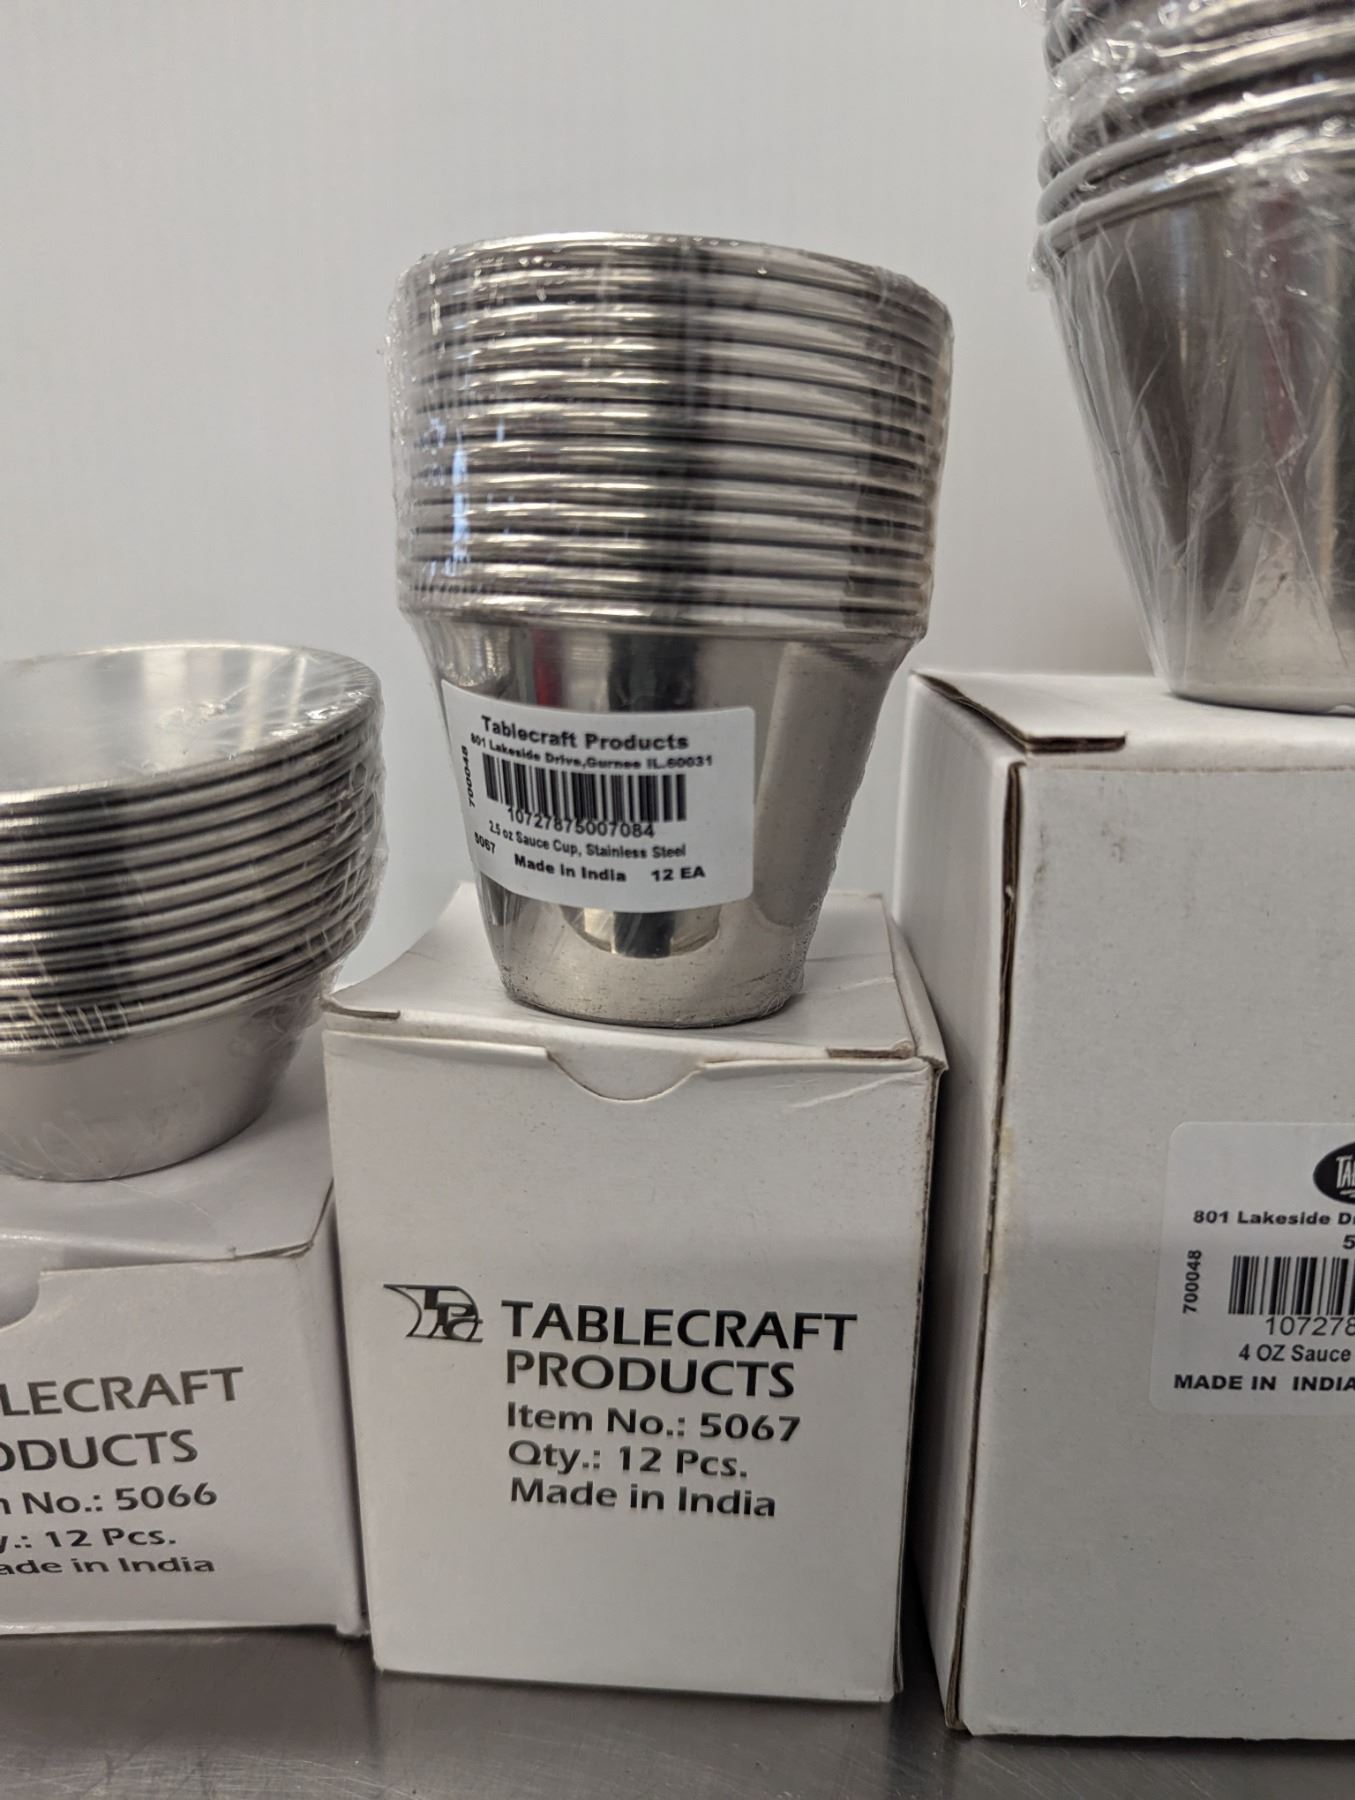 Tablecraft Products
801 Lakeside Drive,Gurnee IL.60031
700048
10727875007084
2.5 oz Sauce Cup, Stainless Steel
5067 Made in India 12 EA
TABLECRAFT
PRODUCTS
Item No.: 5067
Qty.: 12 Pcs.
Made in India
LECRAFT
ODUCTS
No.: 5066
.: 12 Pcs.
ade in India
TA
801 Lakeside D
5
700048
107278
4 OZ Sauce
MADE IN INDIA